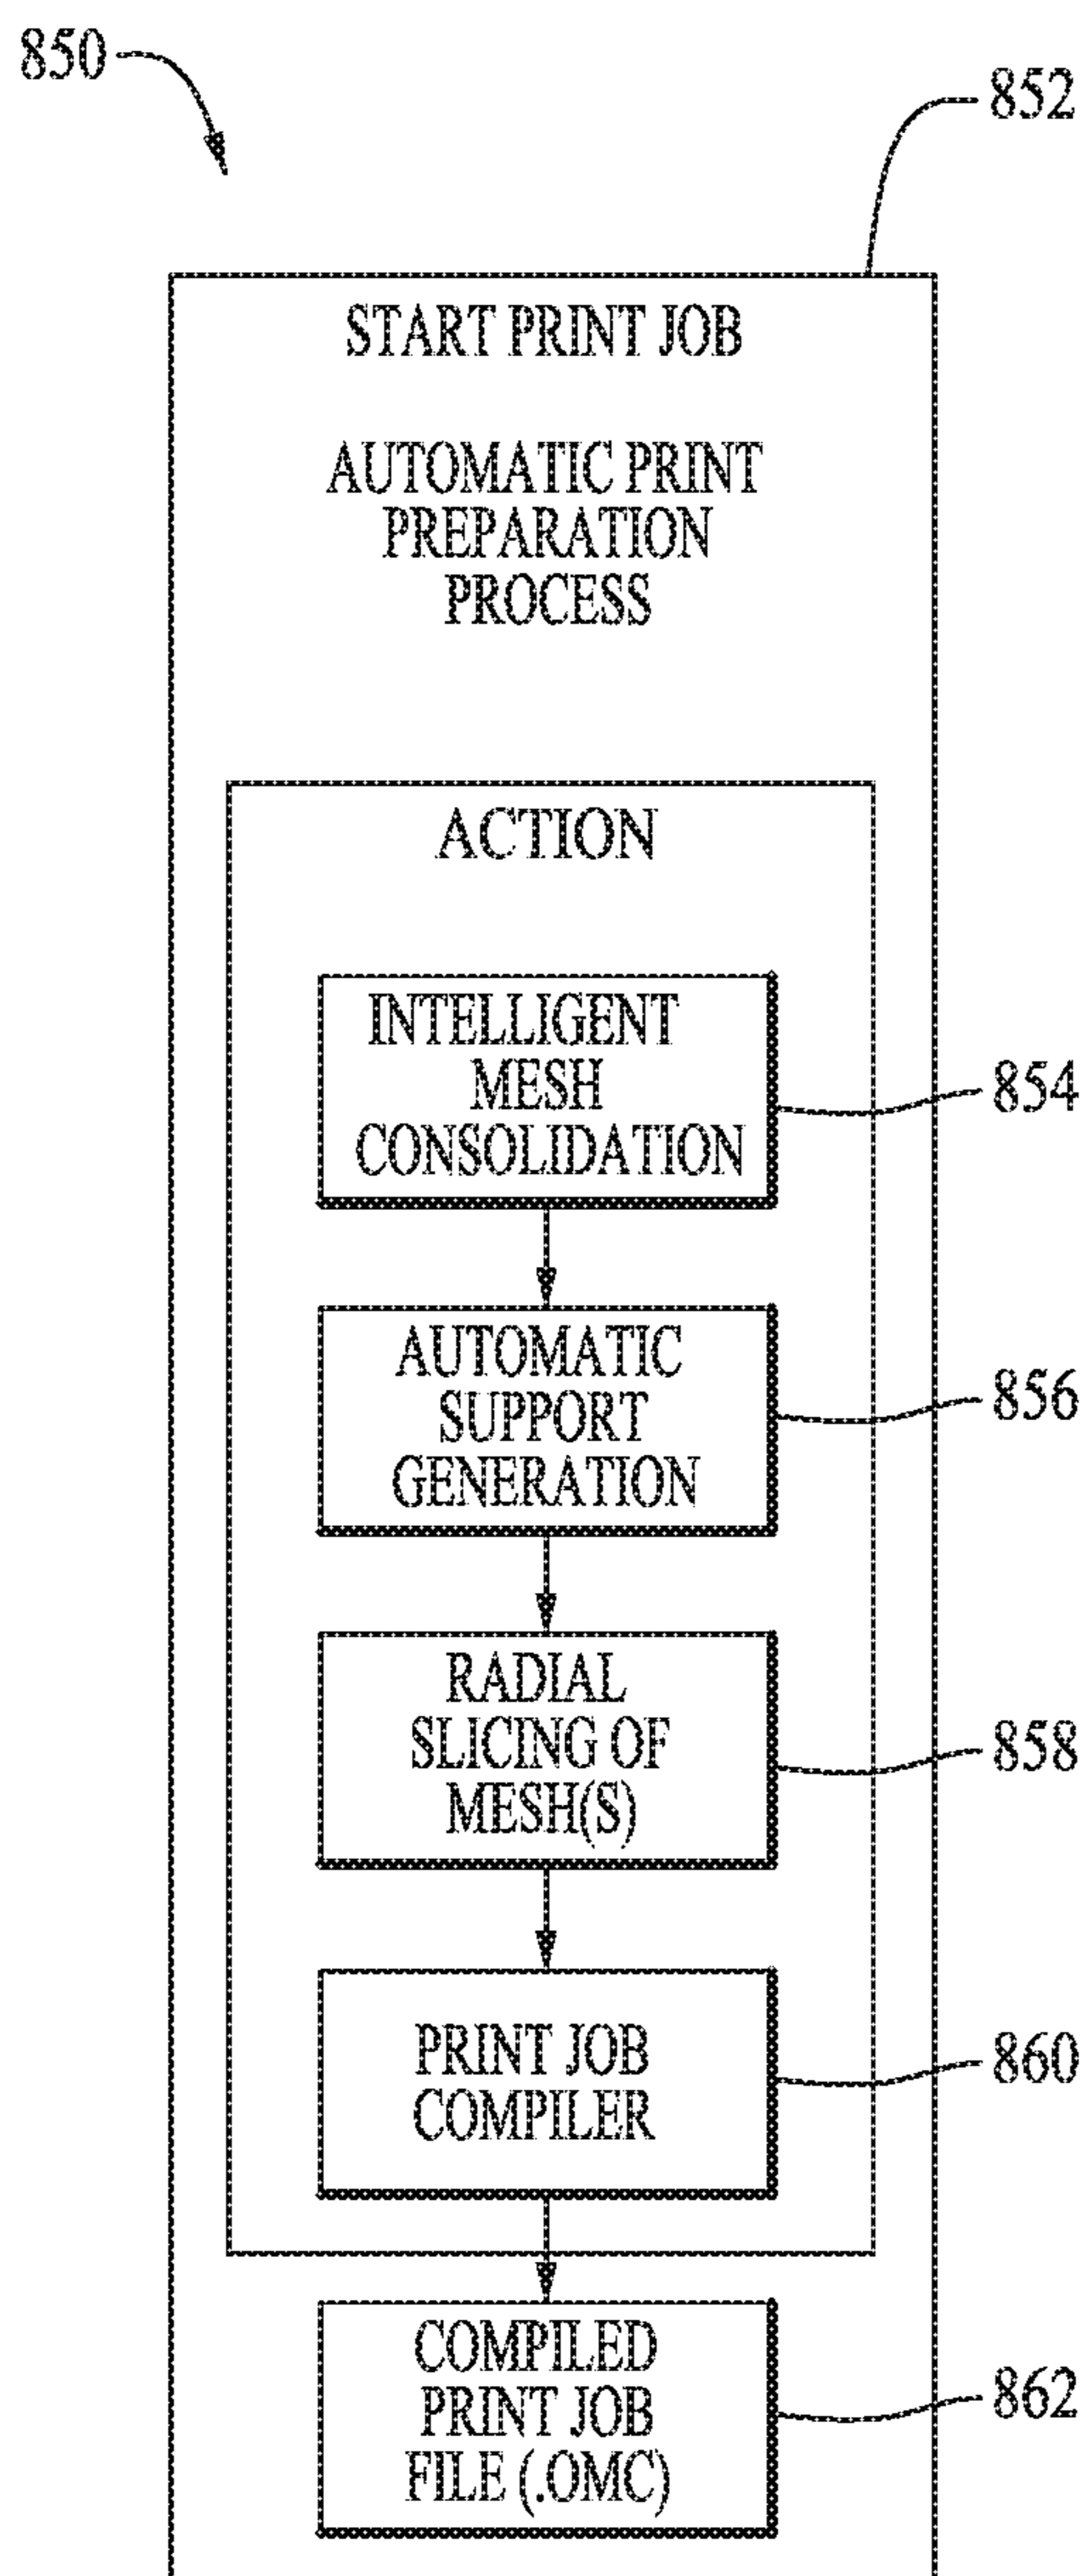 850
852
START PRINT JOB
AUTOMATIC PRINT
PREPARATION
PROCESS
ACTION
INTELLIGENT
MESH
CONSOLIDATION
854
AUTOMATIC
SUPPORT
GENERATION
856
RADIAL
SLICING OF
MESH(S)
858
PRINT JOB
COMPILER
860
COMPILED
PRINT JOB
FILE (.OMC)
862